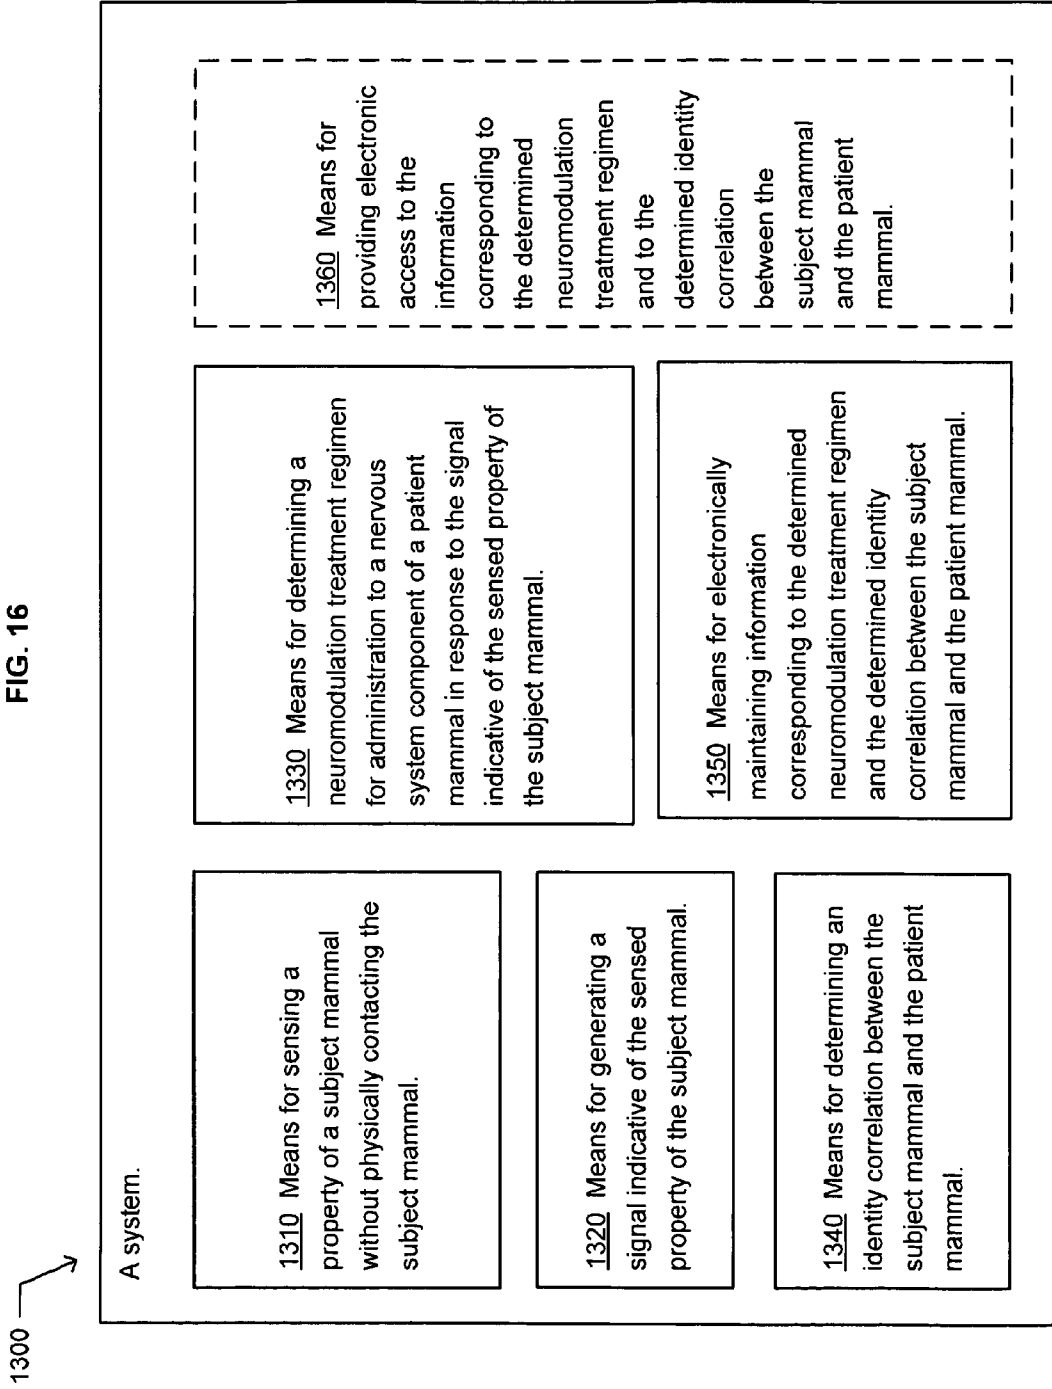 FIG. 16
1300
A system.
1310 Means for sensing a
property of a subject mammal
without physically contacting the
subject mammal.
1320 Means for generating a
signal indicative of the sensed
property of the subject mammal.
1340 Means for determining an
identity correlation between the
subject mammal and the patient
mammal.
1330 Means for determining a
neuromodulation treatment regimen
for administration to a nervous
system component of a patient
mammal in response to the signal
indicative of the sensed property of
the subject mammal.
1350 Means for electronically
maintaining information
corresponding to the determined
neuromodulation treatment regimen
and the determined identity
correlation between the subject
mammal and the patient mammal.
1360 Means for
providing electronic
access to the
information
corresponding to
the determined
neuromodulation
treatment regimen
and to the
determined identity
correlation
between the
subject mammal
and the patient
mammal.